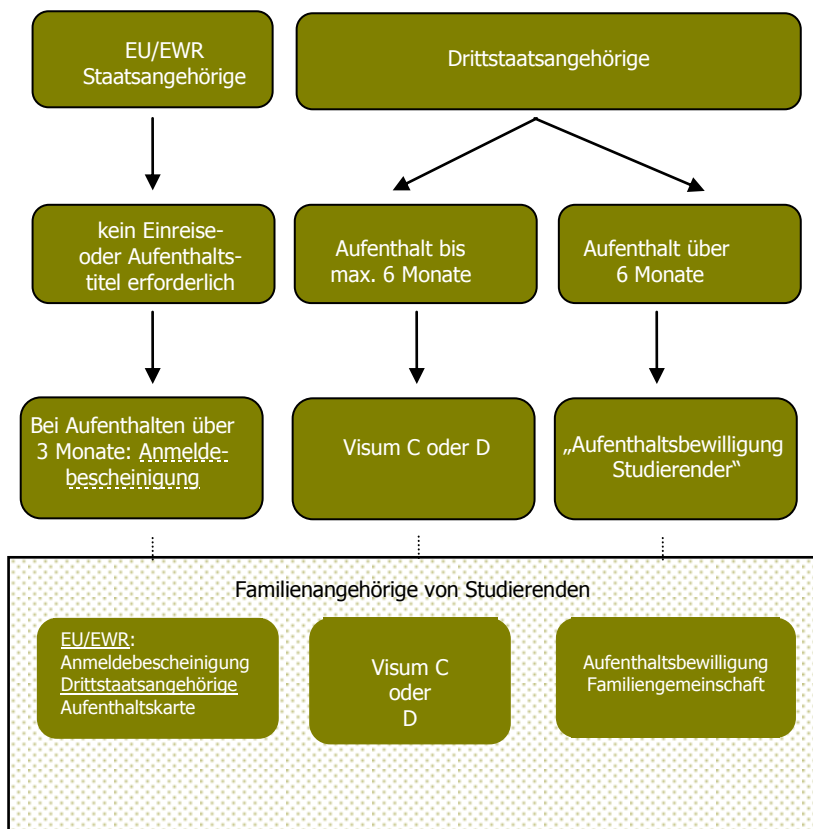 EU/EWR
Staatsangehörige
Drittstaatsangehörige
kein Einreise-
oder Aufenthalts-
titel erforderlich
Aufenthalt bis
max. 6 Monate
Aufenthalt über
6 Monate
Bei Aufenthalten über
3 Monate: Anmelde-
bescheinigung
Visum C oder D
„Aufenthaltsbewilligung
Studierender“
Familienangehörige von Studierenden
EU/EWR:
Anmeldebescheinigung
Drittstaatsangehörige
Aufenthaltskarte
Visum C
oder
D
Aufenthaltsbewilligung
Familiengemeinschaft